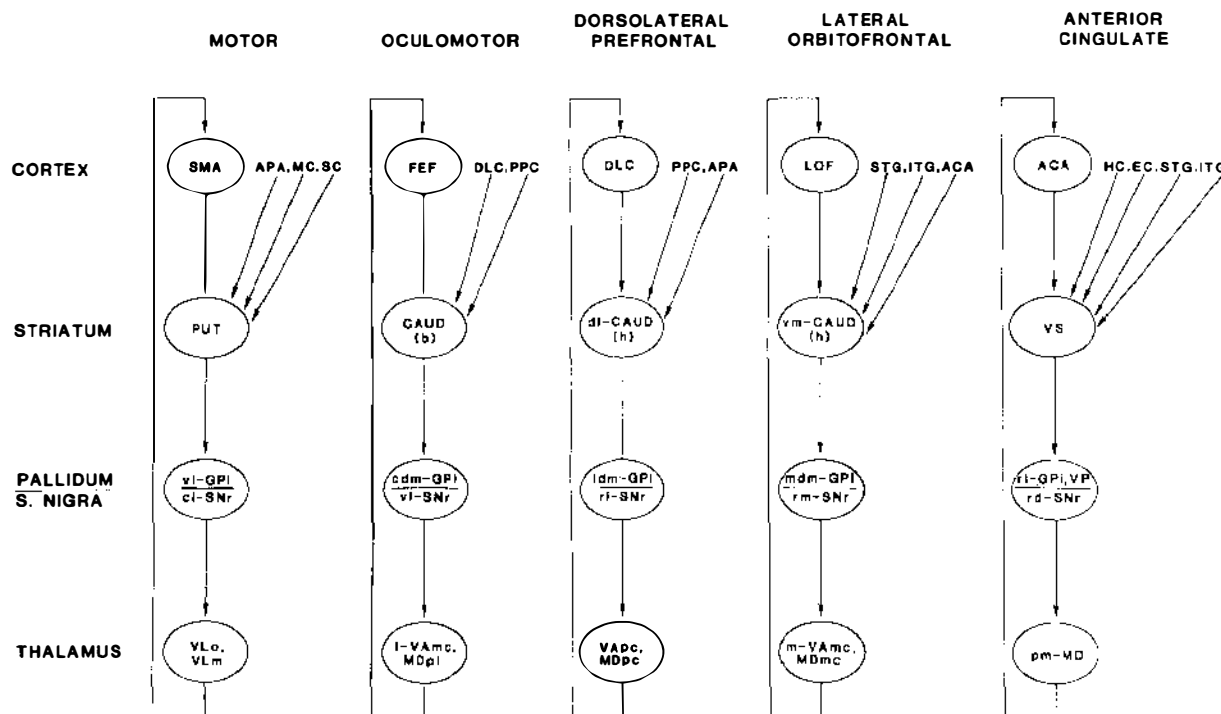 DORSOLATERAL LATERAL ANTERIOR
MOTOR OCULOMOTOR PREFRONTAL ORBITOFRONTAL CINGULATE
CORTEX SMA APA,MC,SC FEF DLC,PPC DLC PPC,APA LOF STG,ITG,ACA ACA HC,EC,STG,ITG
STRIATUM PUT CAUD dl-CAUD vm-CAUD VS
(b) (h) (h)
PALLIDUM vl-GPi cdm-GPi ldm-GPi mdm-GPi rl-GPi,VP
S. NIGRA cl-SNr vl-SNr rl-SNr rm-SNr rd-SNr
THALAMUS VLo, l-VAmc, VApc, m-VAmc, pm-MD
VLm MDpl MDpc MDmc